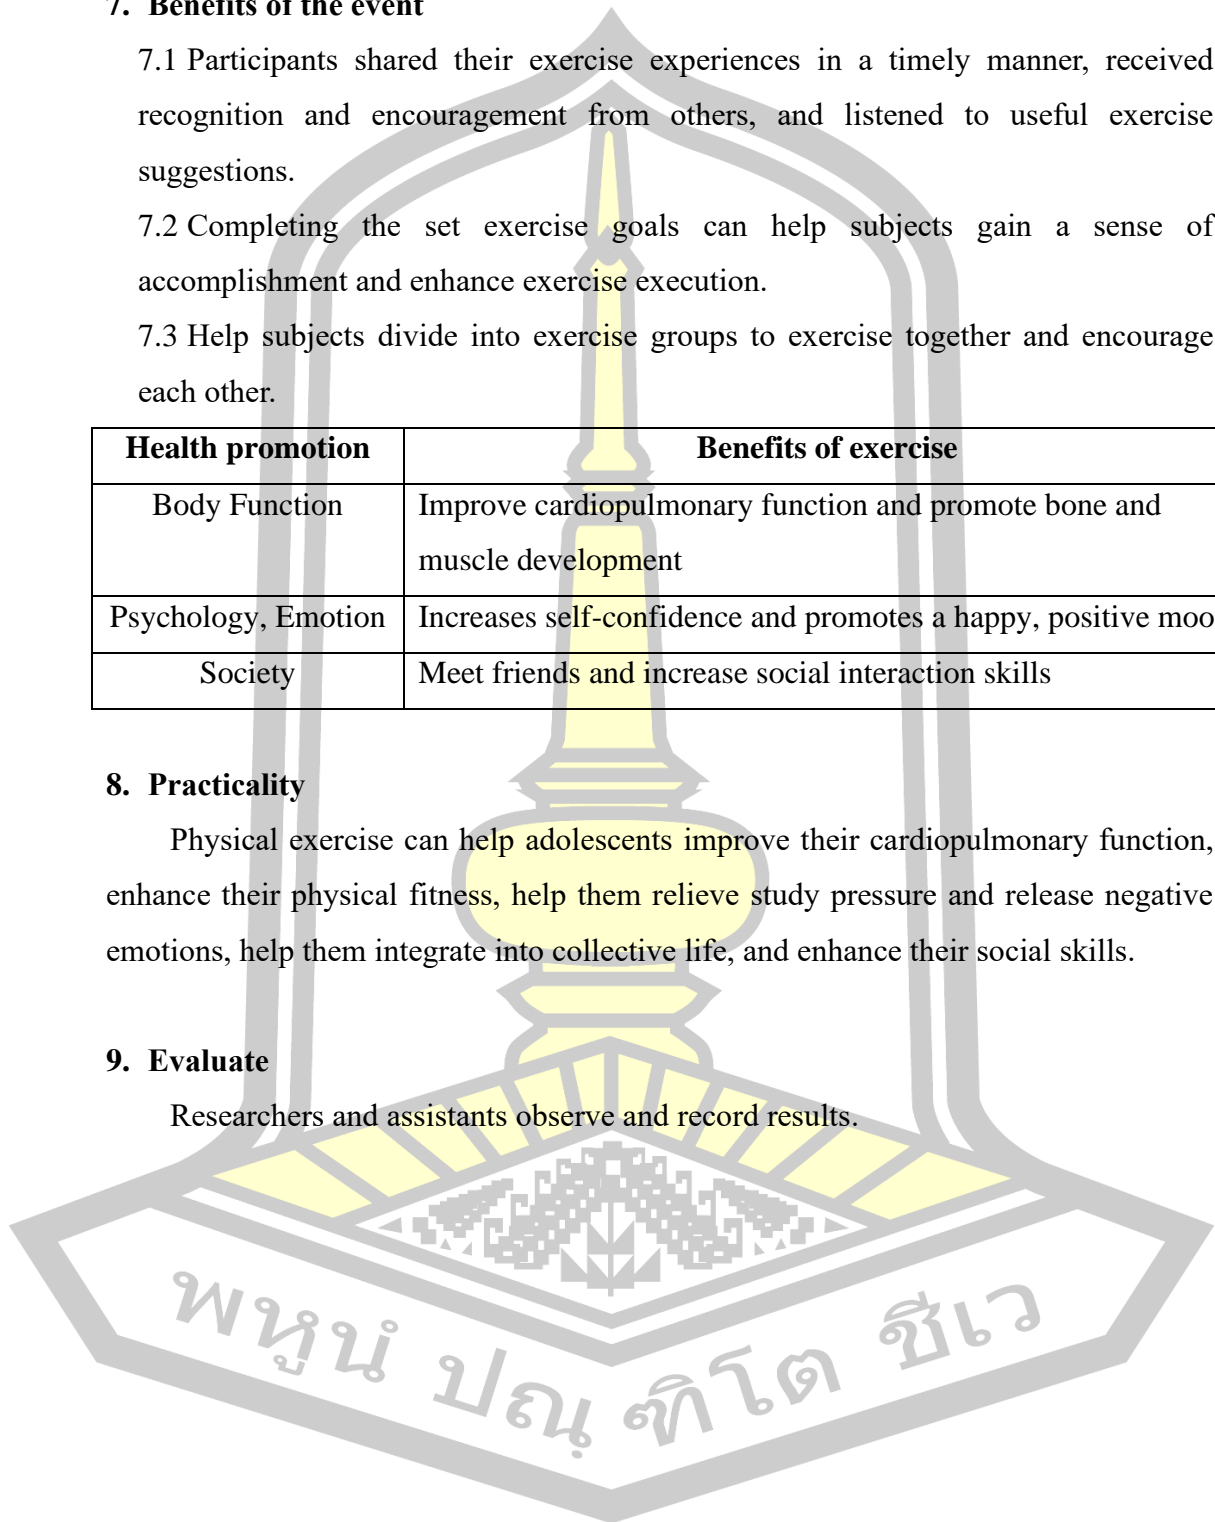 7. Benefits of the event
7.1 Participants shared their exercise experiences in a timely manner, received
recognition and encouragement from others, and listened to useful exercise
suggestions.
7.2 Completing the set exercise goals can help subjects gain a sense of
accomplishment and enhance exercise execution.
7.3 Help subjects divide into exercise groups to exercise together and encourage
each other.
Health promotion Benefits of exercise
Body Function Improve cardiopulmonary function and promote bone and
muscle development
Psychology, Emotion Increases self-confidence and promotes a happy, positive moo
Society Meet friends and increase social interaction skills
8. Practicality
Physical exercise can help adolescents improve their cardiopulmonary function,
enhance their physical fitness, help them relieve study pressure and release negative
emotions, help them integrate into collective life, and enhance their social skills.
9. Evaluate
Researchers and assistants observe and record results.
พหูนํ ปณฺ ฑิโต ชีเว